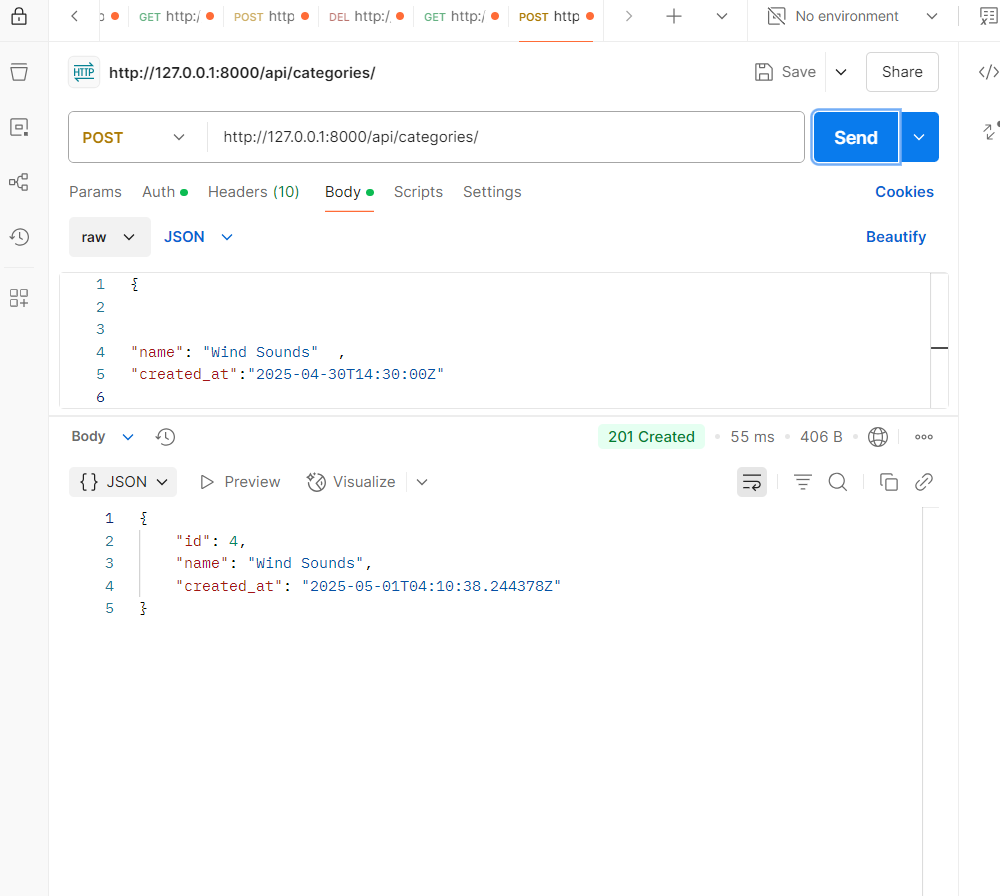 GET http:/ POST http DEL http:/ GET http:/ POST http No environment
HTTP http://127.0.0.1:8000/api/categories/ Save Share
POST http://127.0.0.1:8000/api/categories/ Send
Params Auth Headers (10) Body Scripts Settings Cookies
raw JSON Beautify
1 {
2
3
4 "name": "Wind Sounds"  ,
5 "created_at":"2025-04-30T14:30:00Z"
6
Body 201 Created 55 ms 406 B
{} JSON Preview Visualize
1 {
2 "id": 4,
3 "name": "Wind Sounds",
4 "created_at": "2025-05-01T04:10:38.244378Z"
5 }